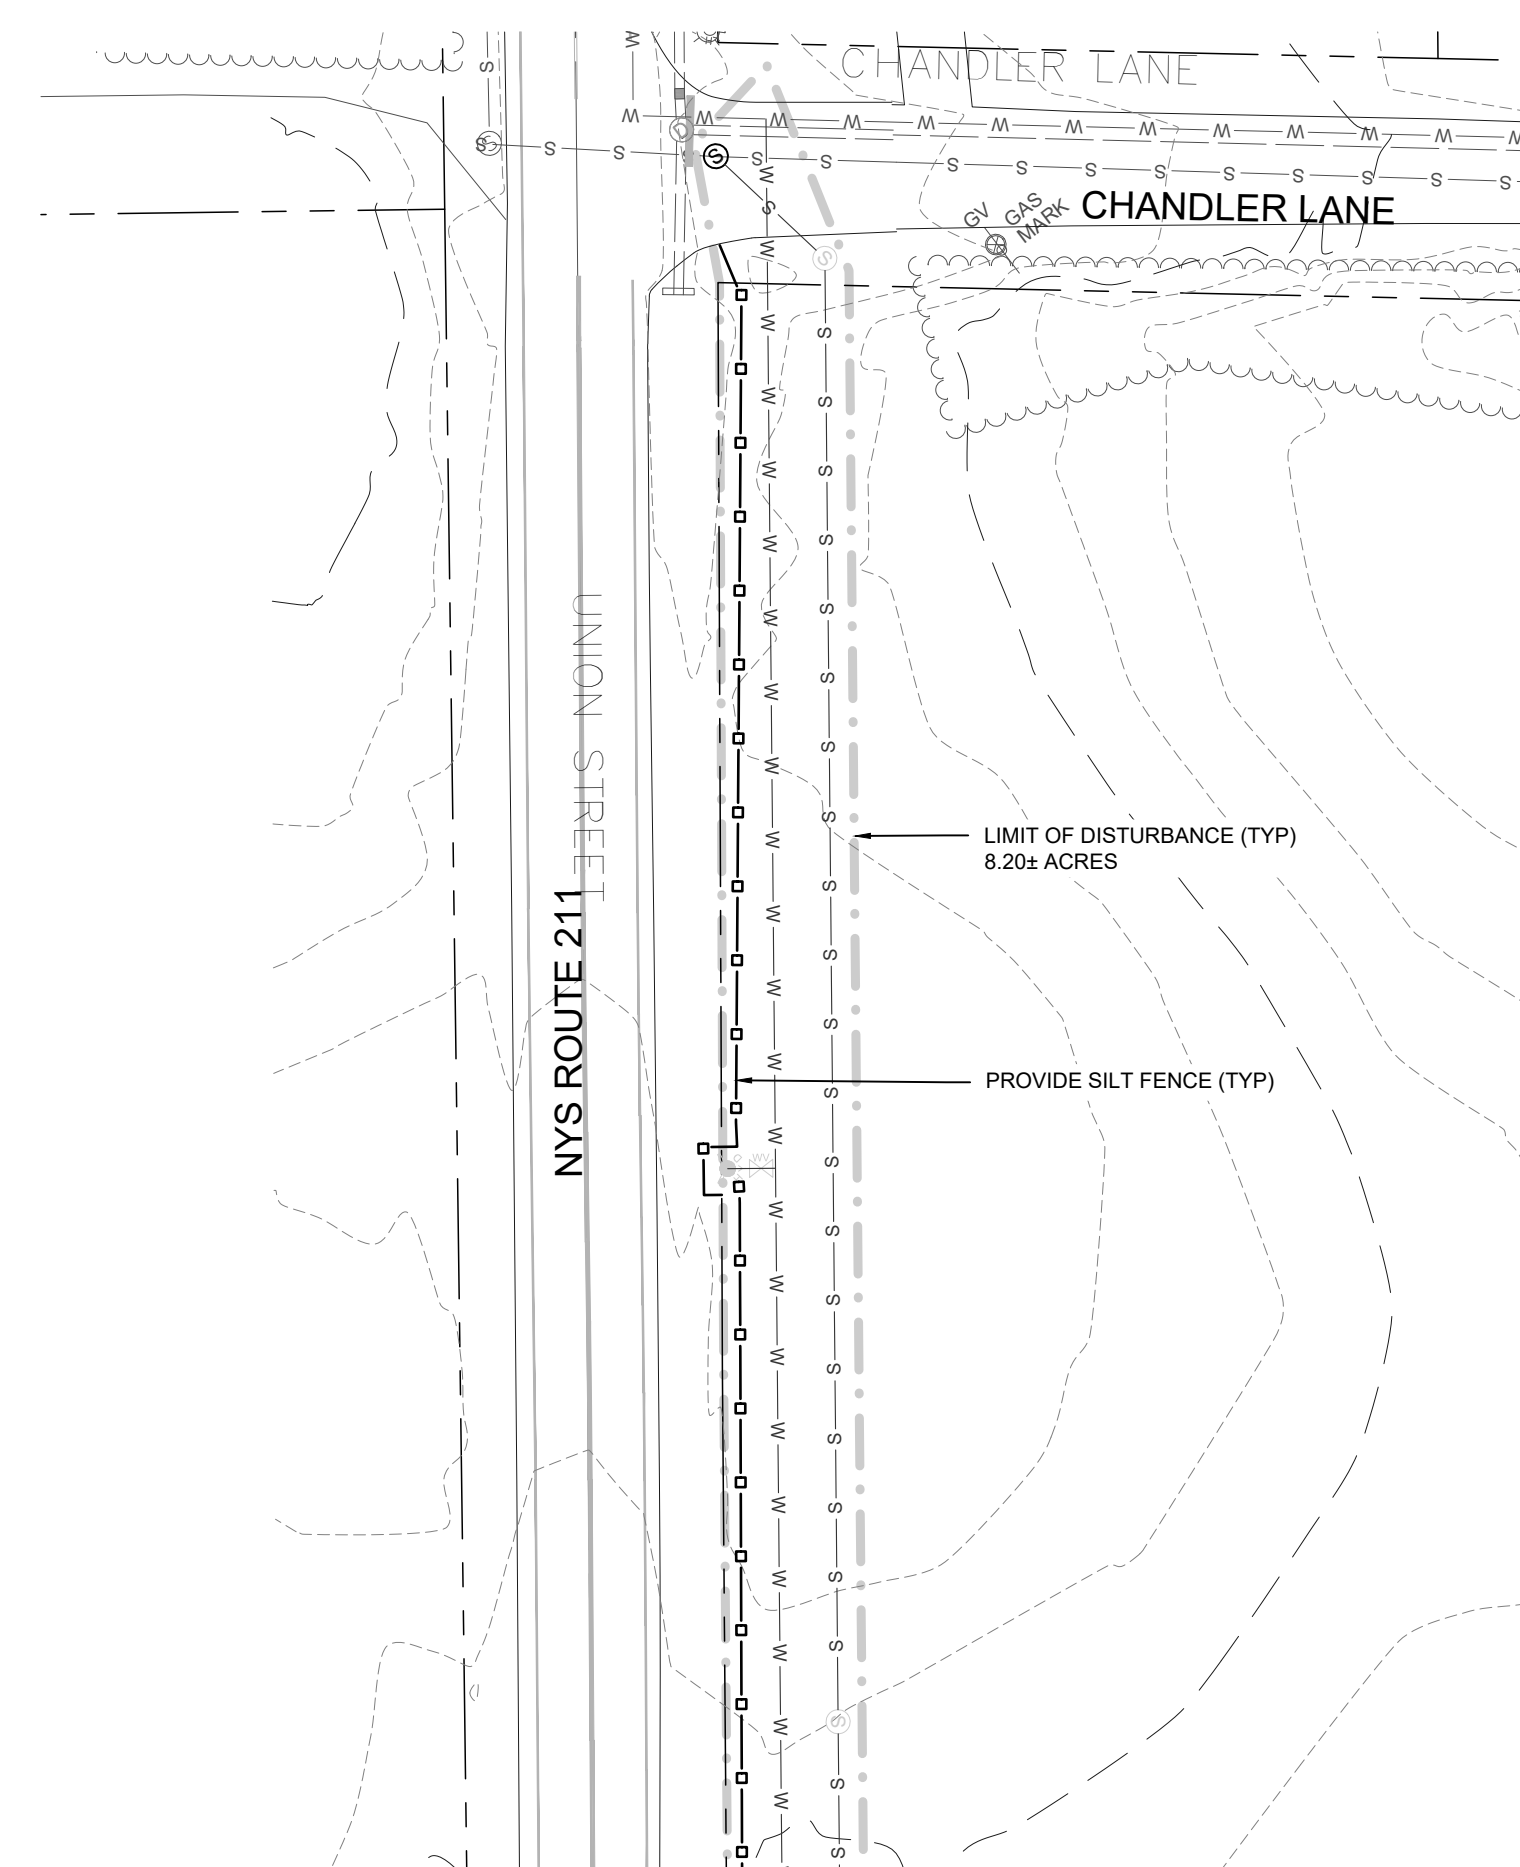 CHANDLER LANE
CHANDLER LANE
GV
GAS
MARK
UNION STREET
NYS ROUTE 211
LIMIT OF DISTURBANCE (TYP)
8.20± ACRES
PROVIDE SILT FENCE (TYP)
WV
D
S
W